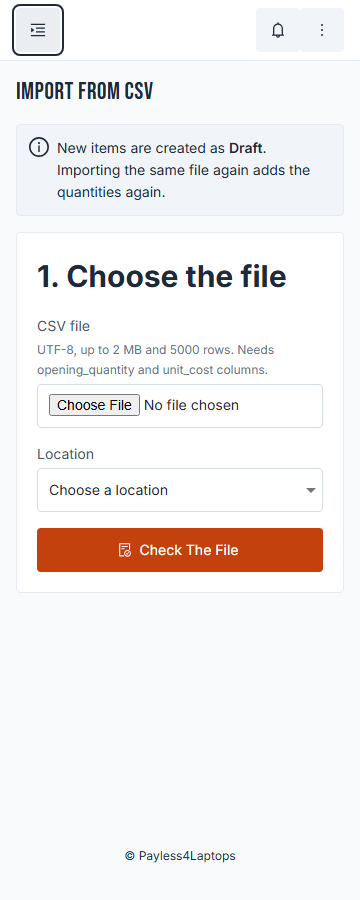 IMPORT FROM CSV
New items are created as Draft.
Importing the same file again adds the
quantities again.
1. Choose the file
CSV file
UTF-8, up to 2 MB and 5000 rows. Needs
opening_quantity and unit_cost columns.
Choose File No file chosen
Location
Choose a location
Check The File
© Payless4Laptops